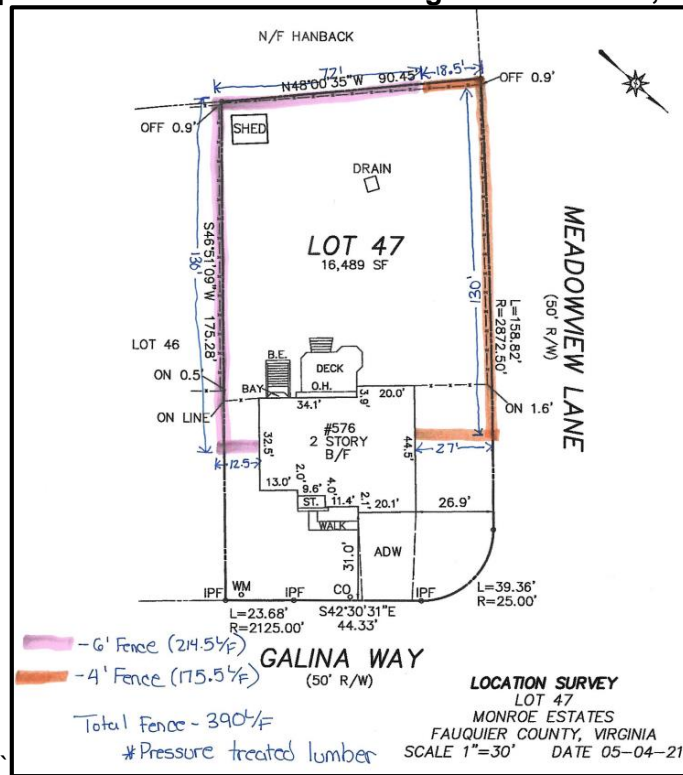 N/F HANBACK
72'
18.5'
N48°00'35"W 90.45'
OFF 0.9'
OFF 0.9'
SHED
DRAIN
LOT 47
16,489 SF
S46°51'09"W 175.28'
130'
130'
MEADOWVIEW LANE
(50' R/W)
L=158.82'
R=2872.50'
LOT 46
B.E.
DECK
ON 0.5'
BAY
O.H.
3.9'
20.0'
34.1'
ON LINE
ON 1.6'
#576
2 STORY
B/F
32.5'
44.5'
12.5
27'
13.0'
2.0'
9.6'
4.0'
ST.
11.4'
2.1'
20.1'
26.9'
WALK
31.0'
ADW
IPF
WM
IPF
CO
IPF
L=39.36'
R=25.00'
L=23.68'
R=2125.00'
S42°30'31"E
44.33'
- 6' Fence (214.5 L/F)
GALINA WAY
(50' R/W)
- 4' Fence (175.5 L/F)
Total Fence - 390 L/F
# Pressure treated lumber
LOCATION SURVEY
LOT 47
MONROE ESTATES
FAUQUIER COUNTY, VIRGINIA
SCALE 1"=30' DATE 05-04-21